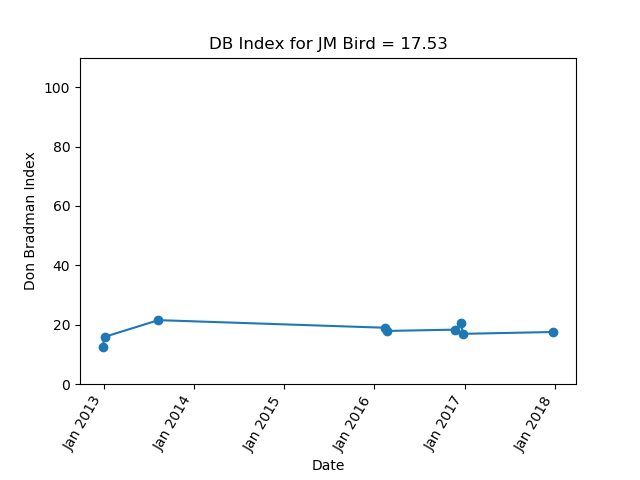 DB Index for JM Bird = 17.53
100
80
60
40
20
0
Don Bradman Index
Jan 2013
Jan 2014
Jan 2015
Jan 2016
Jan 2017
Jan 2018
Date